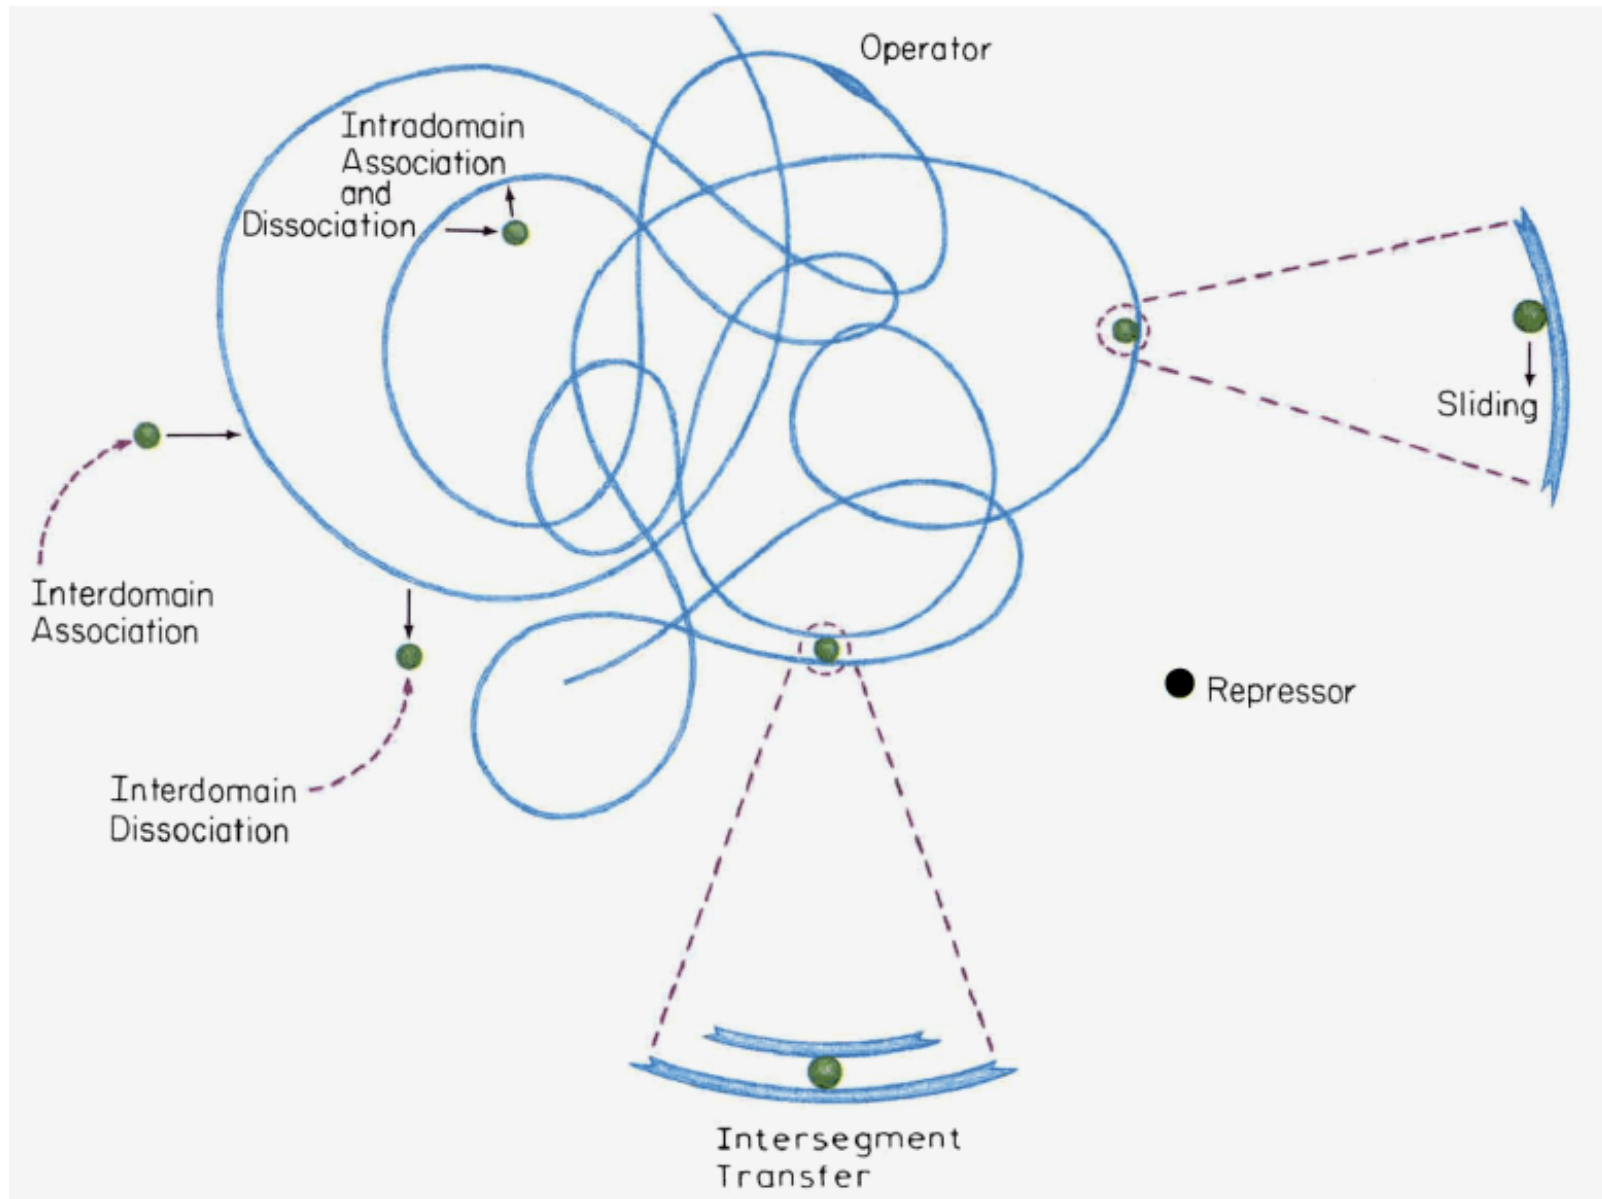 Operator
Intradomain
Association
and
Dissociation
Sliding
Interdomain
Association
Repressor
Interdomain
Dissociation
Intersegment
Transfer